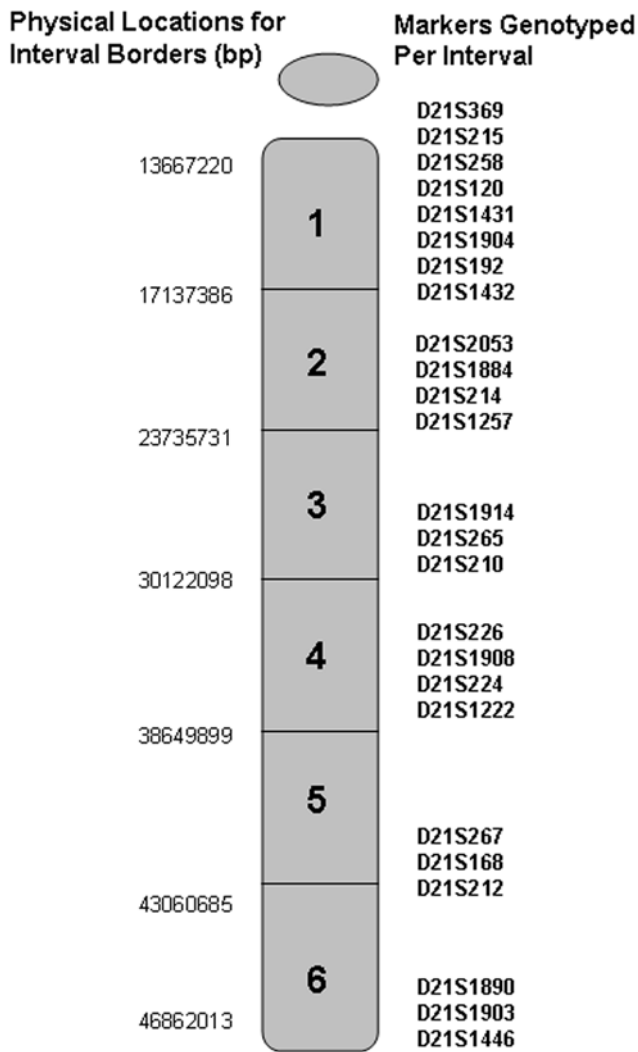 Physical Locations for
Interval Borders (bp)
Markers Genotyped
Per Interval
D21S369
D21S215
13667220
D21S258
D21S120
1
D21S1431
D21S1904
D21S192
17137386
D21S1432
D21S2053
2
D21S1884
D21S214
D21S1257
23735731
3
D21S1914
D21S265
D21S210
30122098
D21S226
4
D21S1908
D21S224
D21S1222
38649899
5
D21S267
D21S168
D21S212
43060685
6
D21S1890
D21S1903
46862013
D21S1446